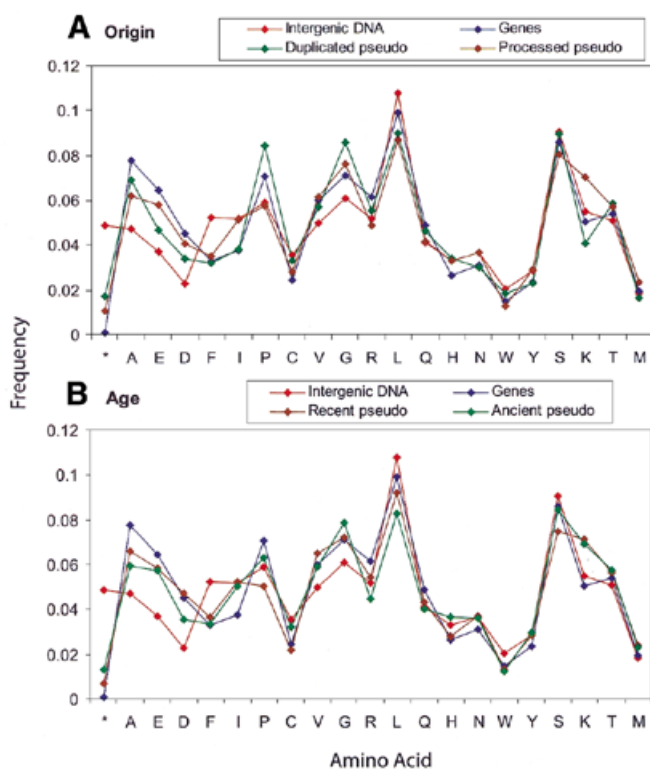 A Origin
Intergenic DNA Genes
Duplicated pseudo Processed pseudo
0.12
0.1
0.08
0.06
0.04
0.02
0
* A E D F I P C V G R L Q H N W Y S K T M
Frequency
B Age
Intergenic DNA Genes
Recent pseudo Ancient pseudo
0.12
0.1
0.08
0.06
0.04
0.02
0
* A E D F I P C V G R L Q H N W Y S K T M
Amino Acid